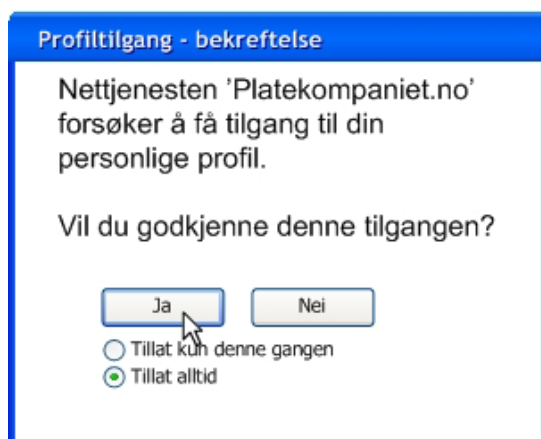 Profiltilgang - bekreftelse
Nettjenesten 'Platekompaniet.no'
forsøker å få tilgang til din
personlige profil.
Vil du godkjenne denne tilgangen?
Ja
Nei
Tillat kun denne gangen
Tillat alltid